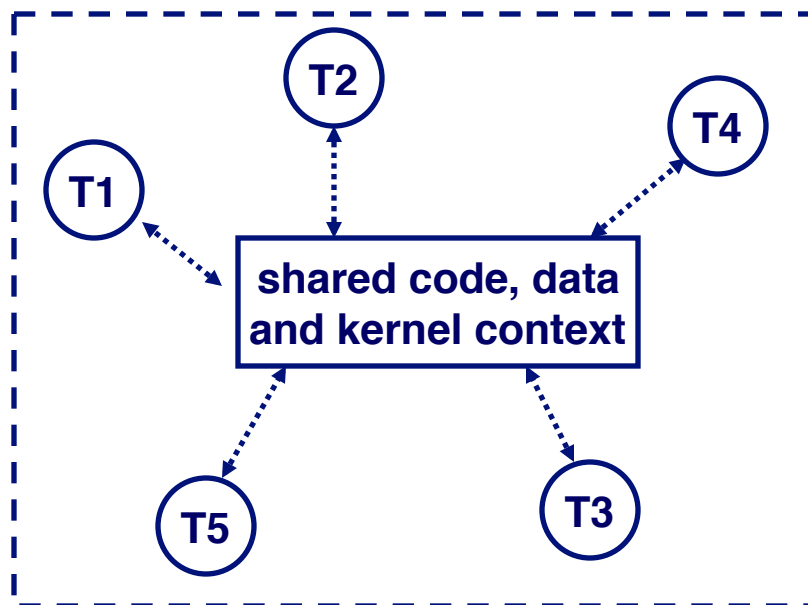 T2
T4
T1
shared code, data
and kernel context
T5
T3